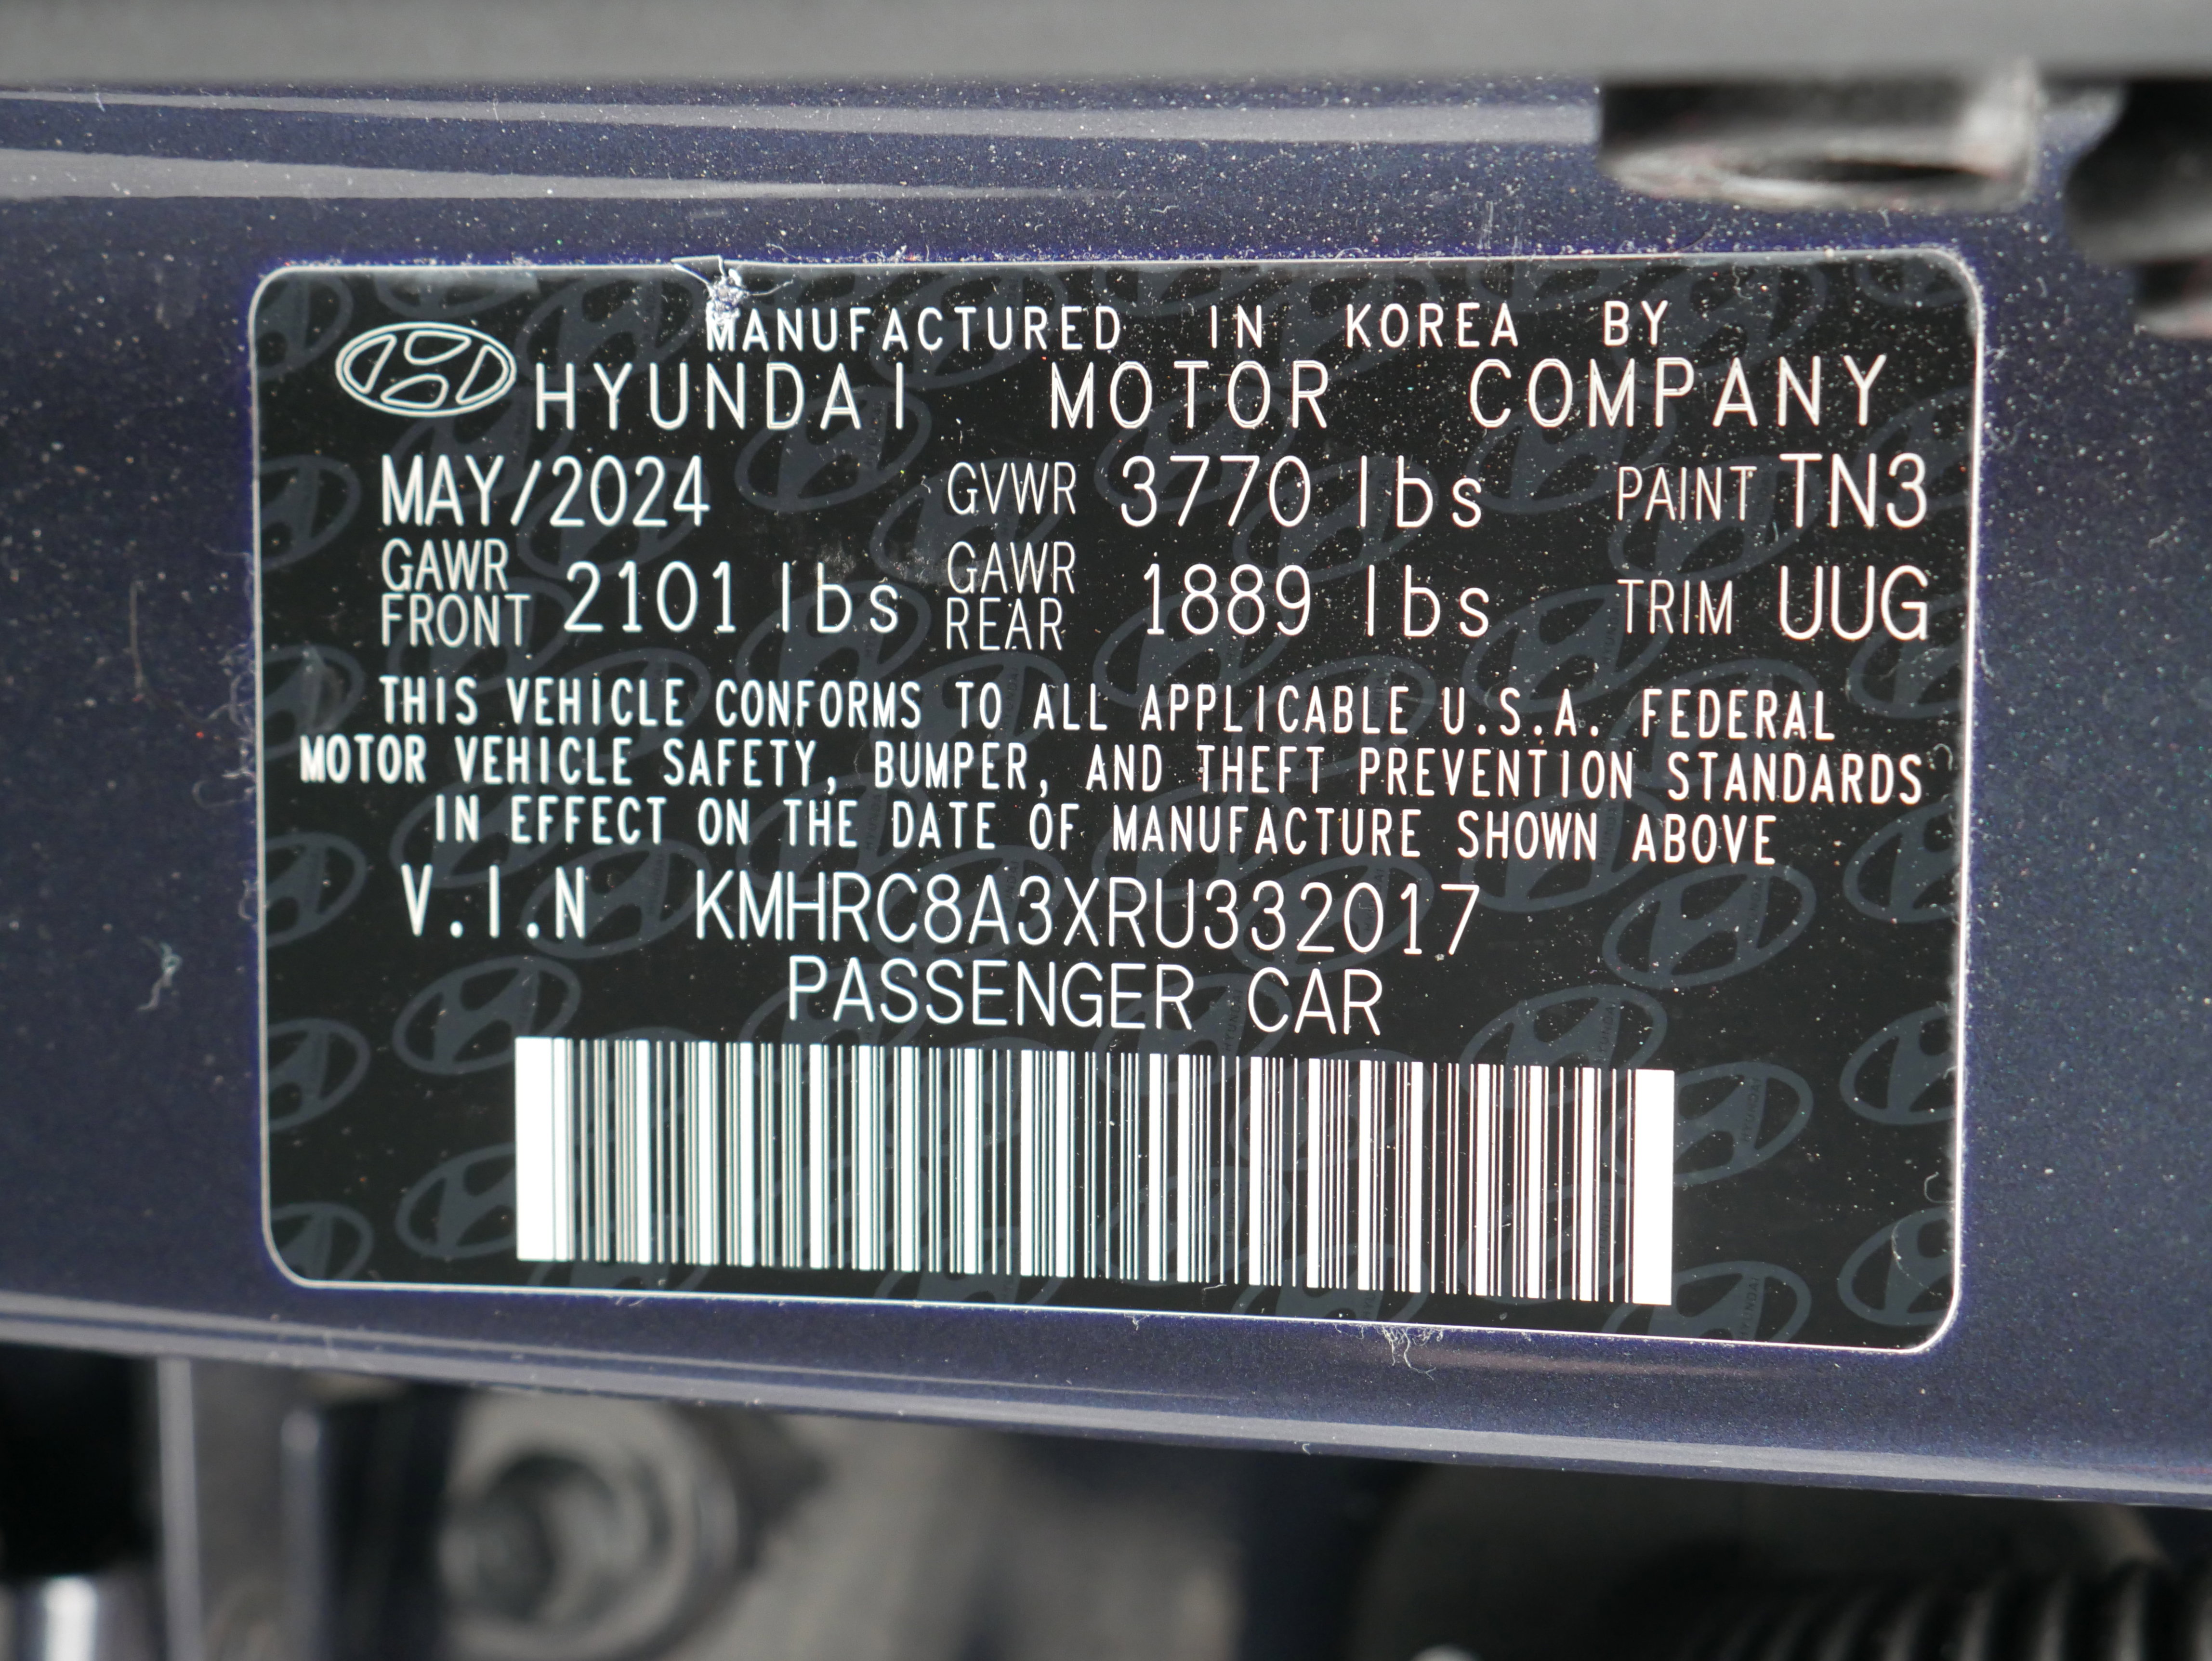 MANUFACTURED IN KOREA BY
HYUNDAI MOTOR COMPANY
MAY/2024 GVWR 3770 lbs PAINT TN3
GAWR FRONT 2101 lbs GAWR REAR 1889 lbs TRIM UUG
THIS VEHICLE CONFORMS TO ALL APPLICABLE U.S.A. FEDERAL
MOTOR VEHICLE SAFETY, BUMPER, AND THEFT PREVENTION STANDARDS
IN EFFECT ON THE DATE OF MANUFACTURE SHOWN ABOVE
V.I.N KMHRC8A3XRU332017
PASSENGER CAR